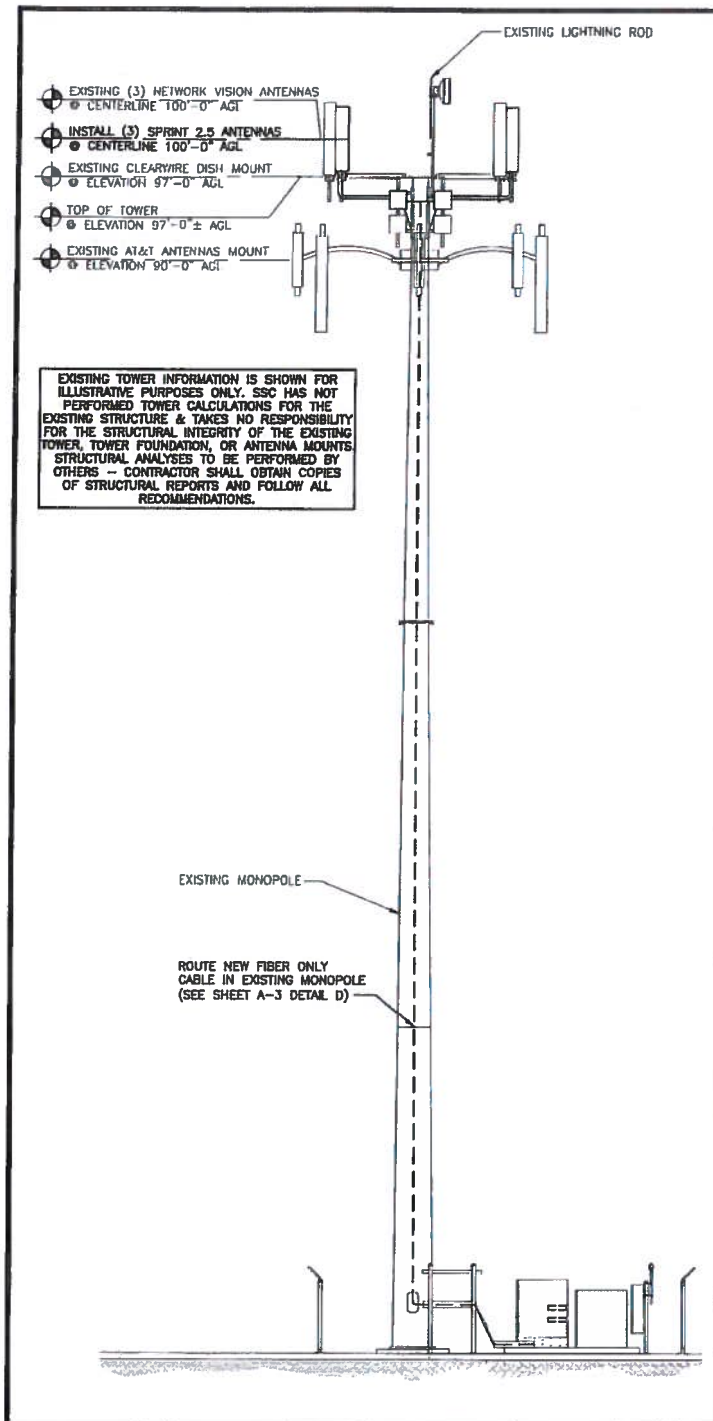 EXISTING LIGHTNING ROD
EXISTING (3) NETWORK VISION ANTENNAS
@ CENTERLINE 100'-0" AGL
INSTALL (3) SPRINT 2.5 ANTENNAS
@ CENTERLINE 100'-0" AGL
EXISTING CLEARWIRE DISH MOUNT
@ ELEVATION 97'-0" AGL
TOP OF TOWER
@ ELEVATION 97'-0"± AGL
EXISTING AT&T ANTENNAS MOUNT
@ ELEVATION 90'-0" AGL
EXISTING TOWER INFORMATION IS SHOWN FOR
ILLUSTRATIVE PURPOSES ONLY. SSC HAS NOT
PERFORMED TOWER CALCULATIONS FOR THE
EXISTING STRUCTURE & TAKES NO RESPONSIBILITY
FOR THE STRUCTURAL INTEGRITY OF THE EXISTING
TOWER, TOWER FOUNDATION, OR ANTENNA MOUNTS.
STRUCTURAL ANALYSES TO BE PERFORMED BY
OTHERS – CONTRACTOR SHALL OBTAIN COPIES
OF STRUCTURAL REPORTS AND FOLLOW ALL
RECOMMENDATIONS.
EXISTING MONOPOLE
ROUTE NEW FIBER ONLY
CABLE IN EXISTING MONOPOLE
(SEE SHEET A-3 DETAIL D)